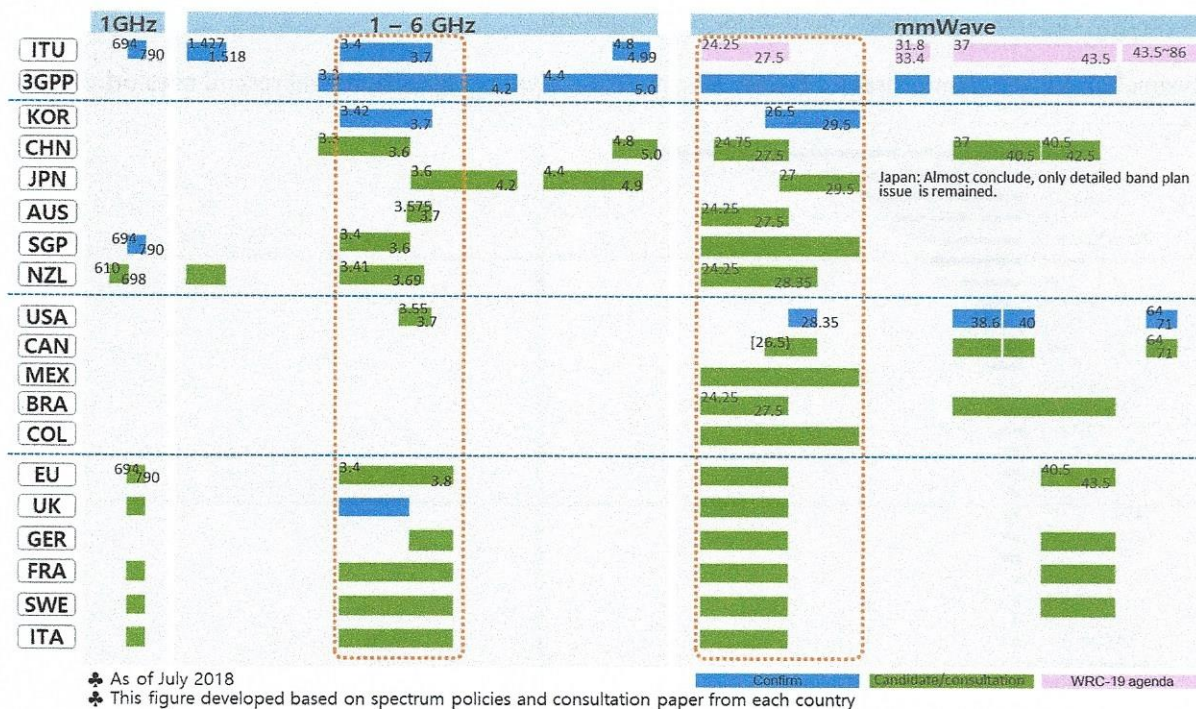 1GHz 1 – 6 GHz mmWave
ITU 694 790 1.427 1.518 3.4 3.7 4.8 4.99 24.25 27.5 31.8 33.4 37 43.5 43.5~86
3GPP 3.3 4.2 4.4 5.0
KOR 3.42 3.7 26.5 29.5
CHN 3.3 3.6 4.8 5.0 24.75 27.5 37 40.5 40.5 42.5
JPN 3.6 4.2 4.4 4.9 27 29.5 Japan: Almost conclude, only detailed band plan
issue is remained.
AUS 3.575 3.7 24.25 27.5
SGP 694 790 3.4 3.6
NZL 610 698 3.41 3.69 24.25 28.35
USA 3.55 3.7 28.35 38.6 40 64 71
CAN [26.5] 64 71
MEX
BRA 24.25 27.5
COL
EU 694 790 3.4 3.8 40.5 43.5
UK
GER
FRA
SWE
ITA
♣ As of July 2018 Confirm Candidate/consultation WRC-19 agenda
♣ This figure developed based on spectrum policies and consultation paper from each country